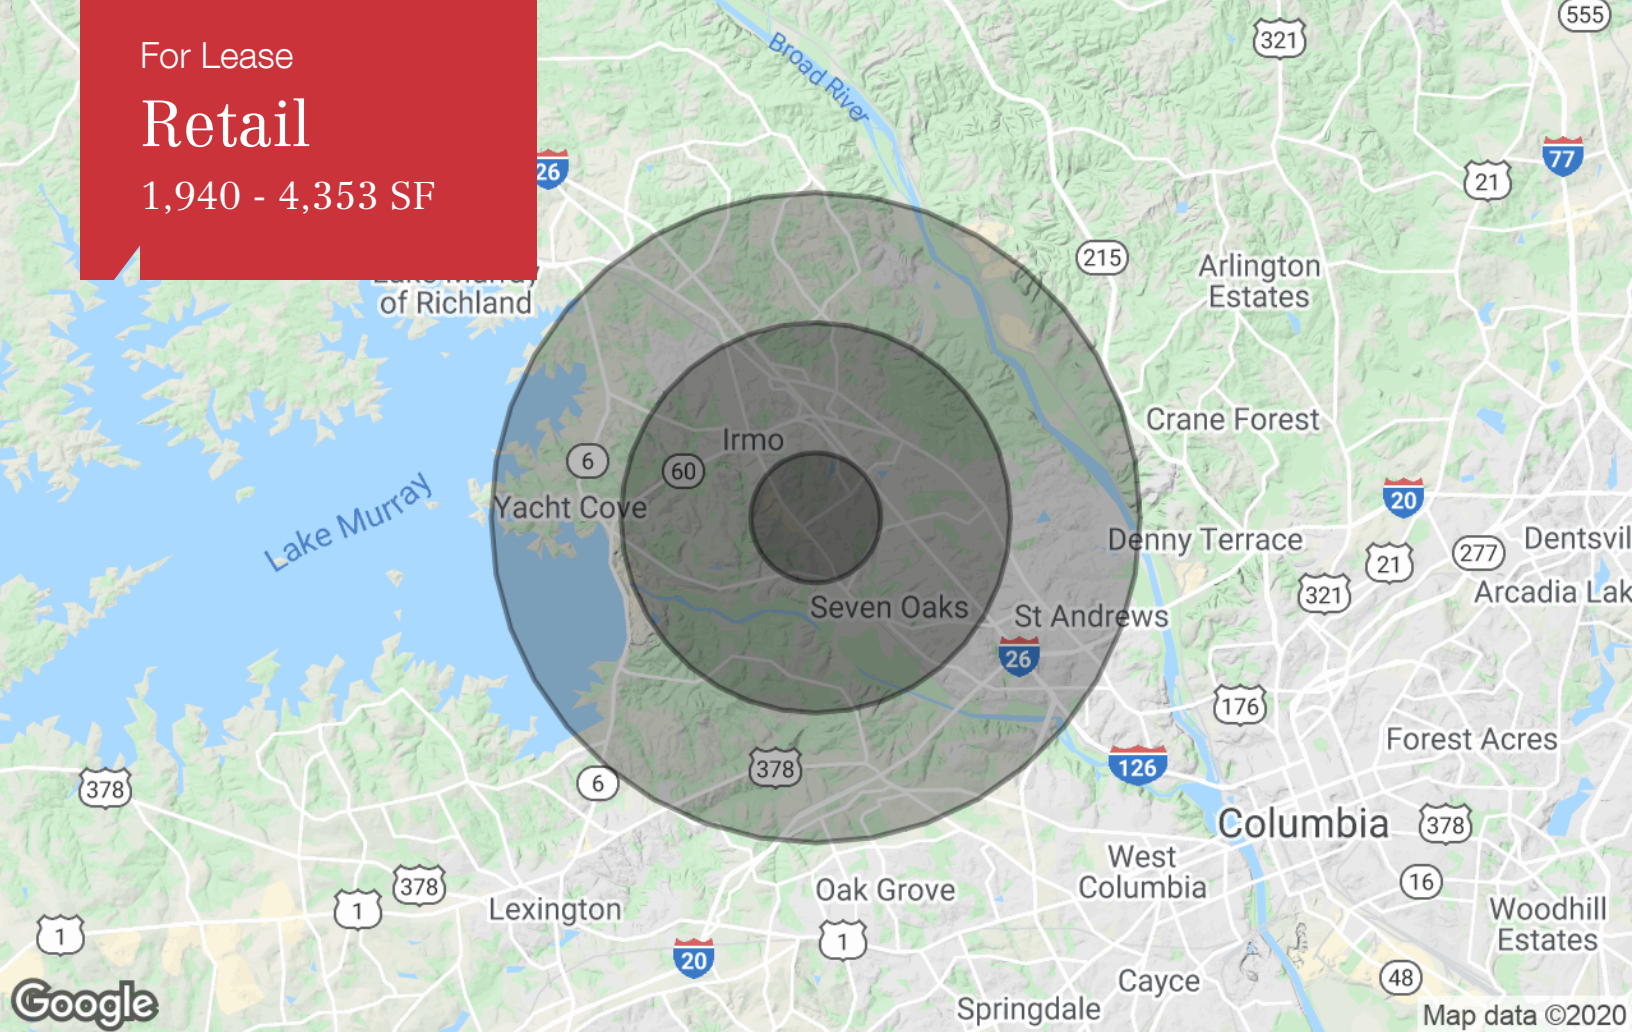 For Lease
Retail
1,940 - 4,353 SF
Broad River
321
555
26
77
21
215
Arlington
Estates
of Richland
Crane Forest
Irmo
6
60
Yacht Cove
Lake Murray
20
Denny Terrace
21
277
Dentsvil
321
Arcadia Lak
Seven Oaks
St Andrews
26
176
Forest Acres
378
6
378
126
Columbia
378
West
Columbia
16
Oak Grove
378
1
Lexington
Woodhill
Estates
1
1
20
Cayce
48
Springdale
Google
Map data ©2020